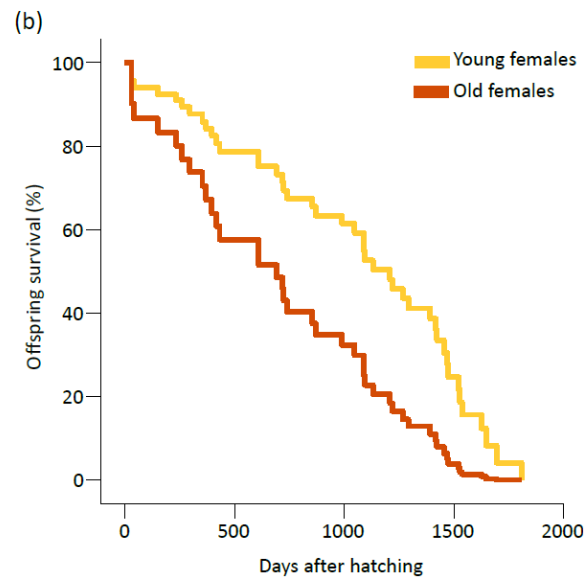 (b)
Young females
Old females
100
80
60
40
20
0
Offspring survival (%)
0 500 1000 1500 2000
Days after hatching